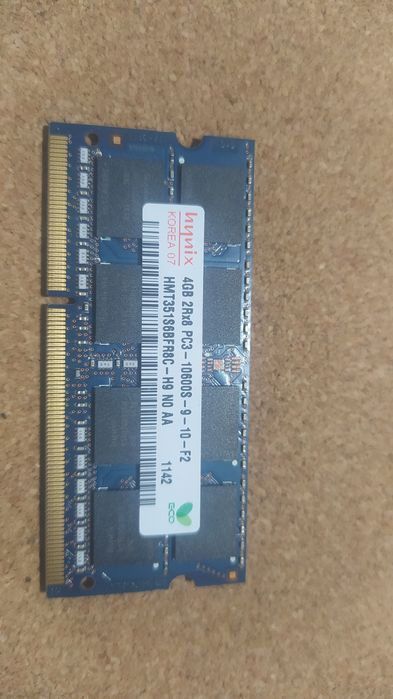 hynix
KOREA 07
4GB 2Rx8 PC3-10600S-9-10-F2
HMT351S6BFR8C-H9 N0 AA
1142
ECO